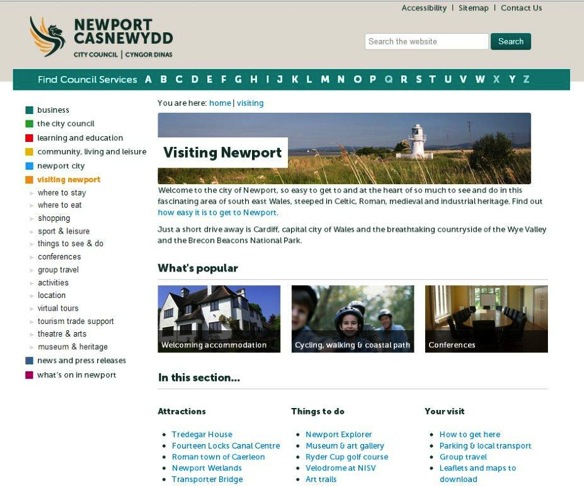 Accessibility | Sitemap | Contact Us
NEWPORT
CASNEWYDD
CITY COUNCIL | CYNGOR DINAS
Search the website
Search
Find Council Services A B C D E F G H I J K L M N O P Q R S T U V W X Y Z
business
the city council
learning and education
community, living and leisure
newport city
visiting newport
where to stay
where to eat
shopping
sport & leisure
things to see & do
conferences
group travel
activities
location
virtual tours
tourism trade support
theatre & arts
museum & heritage
news and press releases
what's on in newport
You are here: home | visiting
Visiting Newport
Welcome to the city of Newport, so easy to get to and at the heart of so much to see and do in this
fascinating area of south east Wales, steeped in Celtic, Roman, medieval and industrial heritage. Find out
how easy it is to get to Newport.
Just a short drive away is Cardiff, capital city of Wales and the breathtaking countryside of the Wye Valley
and the Brecon Beacons National Park.
What's popular
Welcoming accommodation
Cycling, walking & coastal path
Conferences
In this section...
Attractions
Tredegar House
Fourteen Locks Canal Centre
Roman town of Caerleon
Newport Wetlands
Transporter Bridge
Things to do
Newport Explorer
Museum & art gallery
Ryder Cup golf course
Velodrome at NISV
Art trails
Your visit
How to get here
Parking & local transport
Group travel
Leaflets and maps to
download